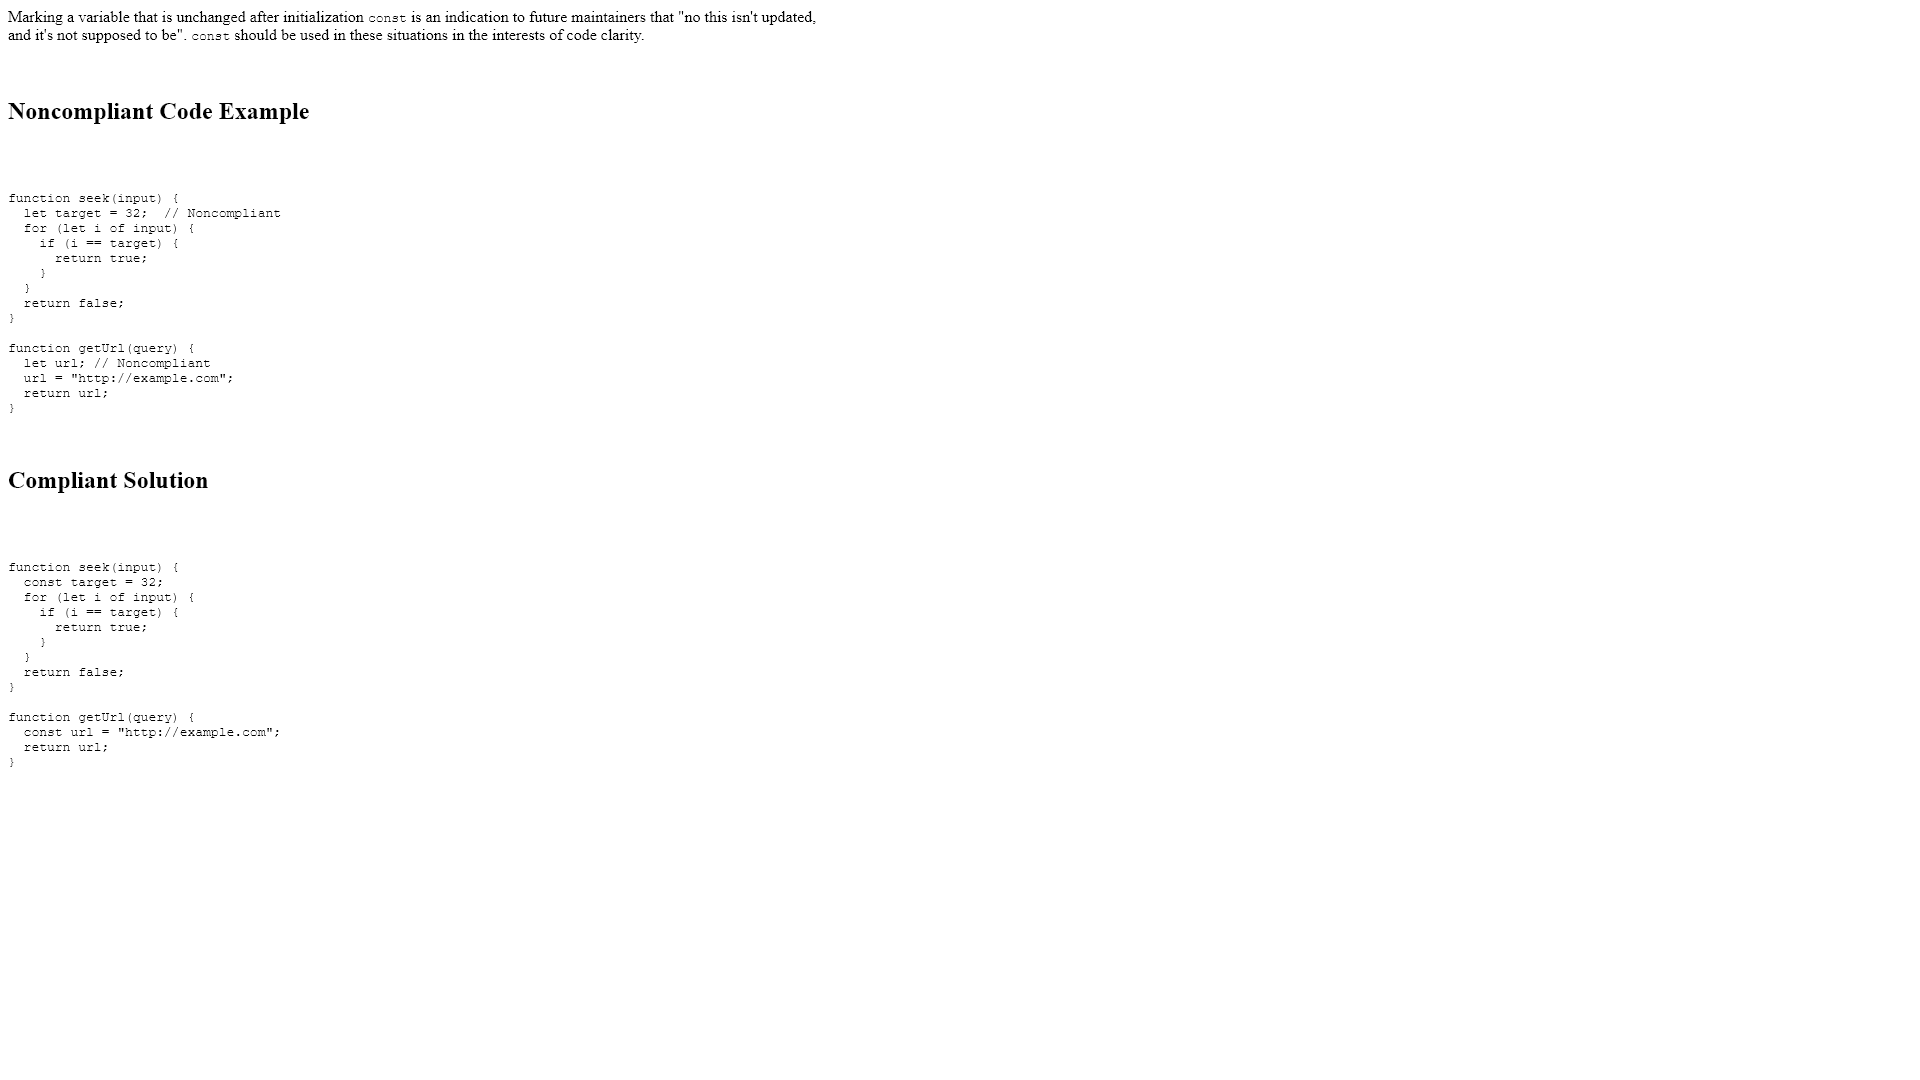 Marking a variable that is unchanged after initialization const is an indication to future maintainers that "no this isn't updated,
and it's not supposed to be". const should be used in these situations in the interests of code clarity.
Noncompliant Code Example
function seek(input) {
  let target = 32;  // Noncompliant
  for (let i of input) {
    if (i == target) {
      return true;
    }
  }
  return false;
}
function getUrl(query) {
  let url; // Noncompliant
  url = "http://example.com";
  return url;
}
Compliant Solution
function seek(input) {
  const target = 32;
  for (let i of input) {
    if (i == target) {
      return true;
    }
  }
  return false;
}
function getUrl(query) {
  const url = "http://example.com";
  return url;
}